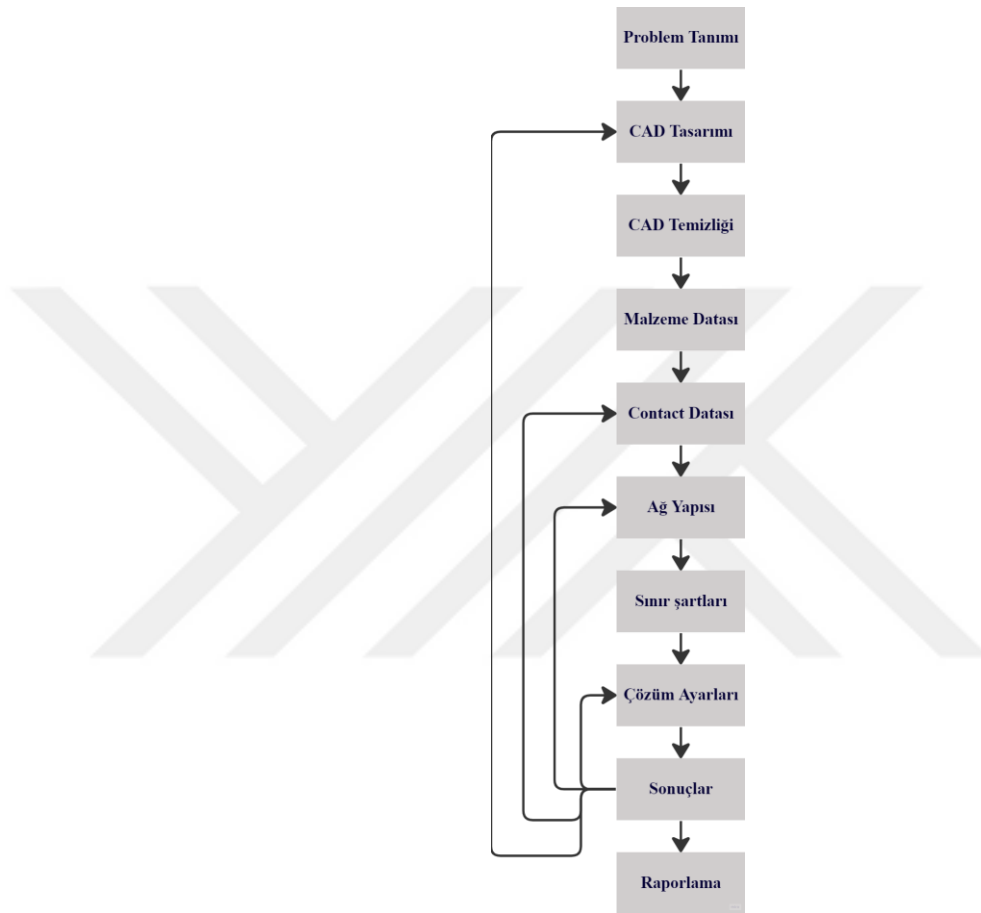 Problem Tanımı
CAD Tasarımı
CAD Temizliği
Malzeme Datası
Contact Datası
Ağ Yapısı
Sınır şartları
Çözüm Ayarları
Sonuçlar
Raporlama